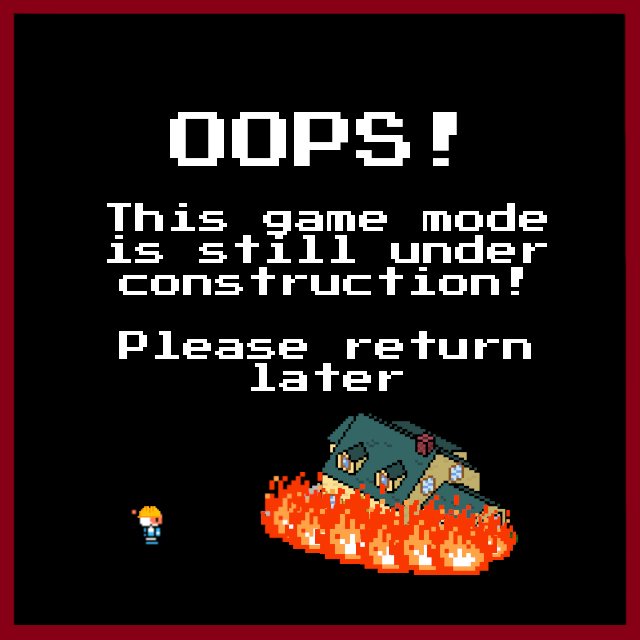 OOPS!
This game mode
is still under
construction!
Please return
later